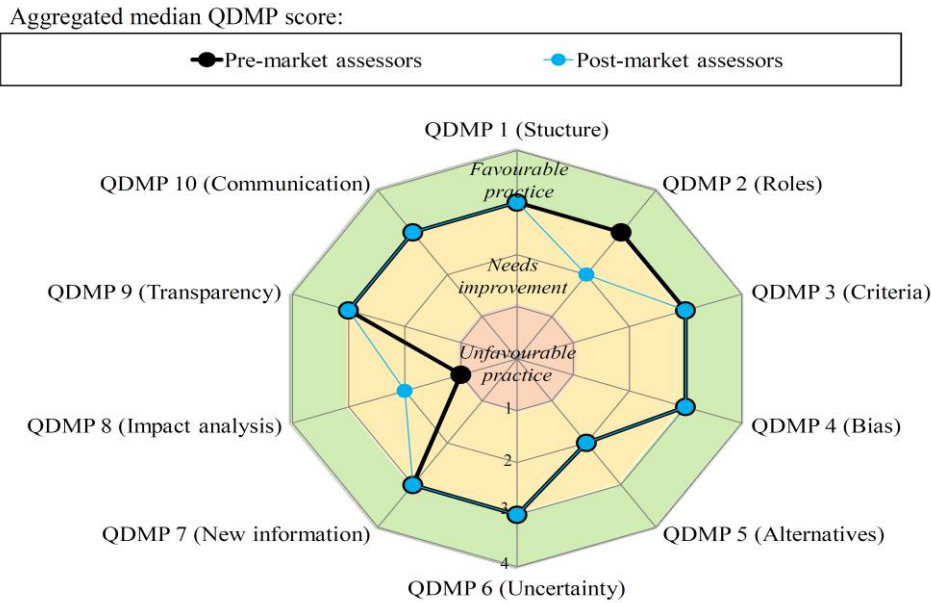 Aggregated median QDMP score:
Pre-market assessors
Post-market assessors
QDMP 1 (Stucture)
QDMP 10 (Communication)
Favourable
practice
QDMP 2 (Roles)
Needs
improvement
QDMP 9 (Transparency)
QDMP 3 (Criteria)
Unfavourable
practice
1
QDMP 8 (Impact analysis)
QDMP 4 (Bias)
2
3
QDMP 7 (New information)
QDMP 5 (Alternatives)
4
QDMP 6 (Uncertainty)